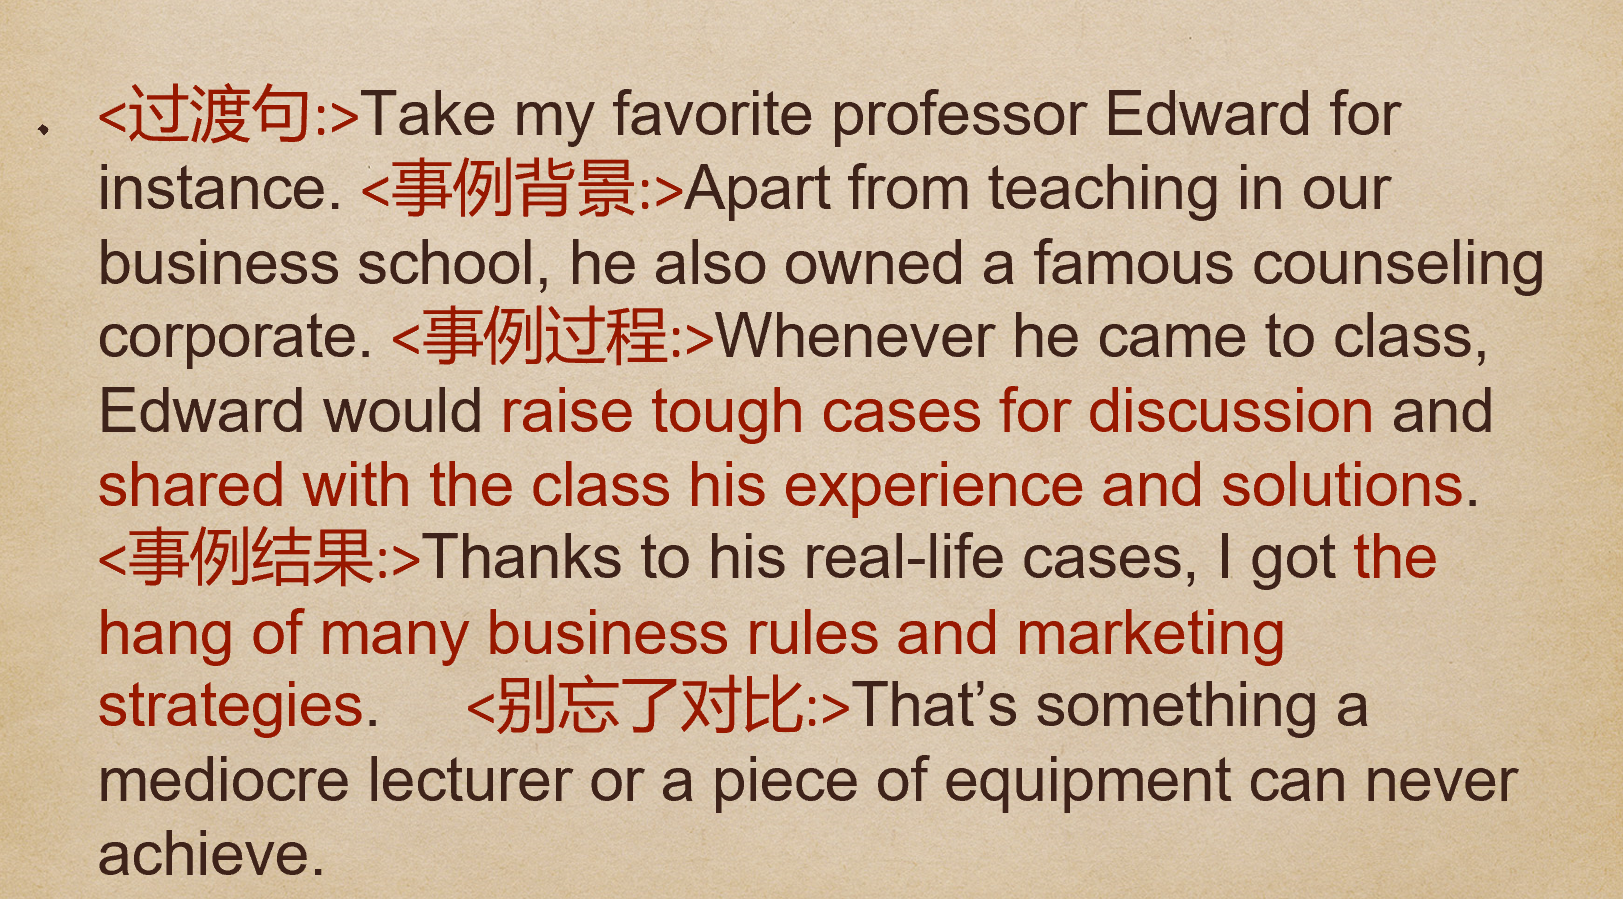 <过渡句:>Take my favorite professor Edward for
instance. <事例背景:>Apart from teaching in our
business school, he also owned a famous counseling
corporate. <事例过程:>Whenever he came to class,
Edward would raise tough cases for discussion and
shared with the class his experience and solutions.
<事例结果:>Thanks to his real-life cases, I got the
hang of many business rules and marketing
strategies. <别忘了对比:>That’s something a
mediocre lecturer or a piece of equipment can never
achieve.